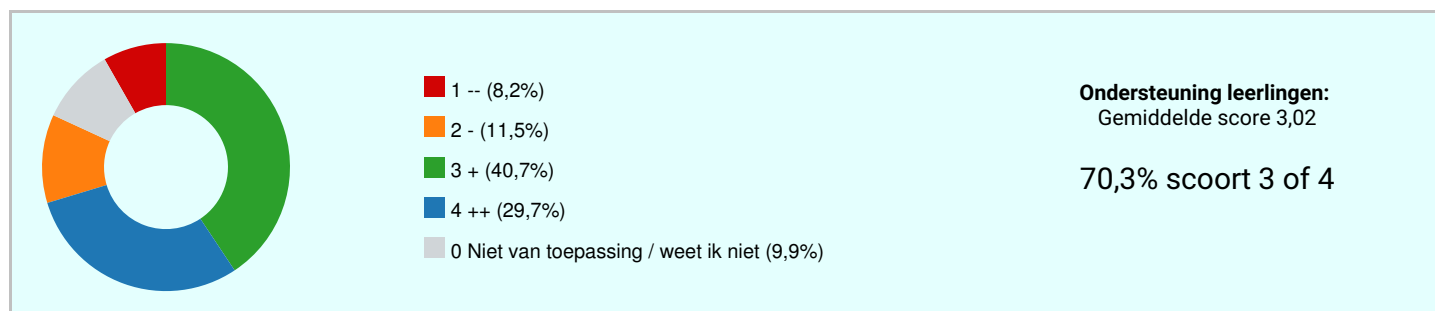 1 -- (8,2%)
2 - (11,5%)
3 + (40,7%)
4 ++ (29,7%)
0 Niet van toepassing / weet ik niet (9,9%)
Ondersteuning leerlingen:
Gemiddelde score 3,02
70,3% scoort 3 of 4